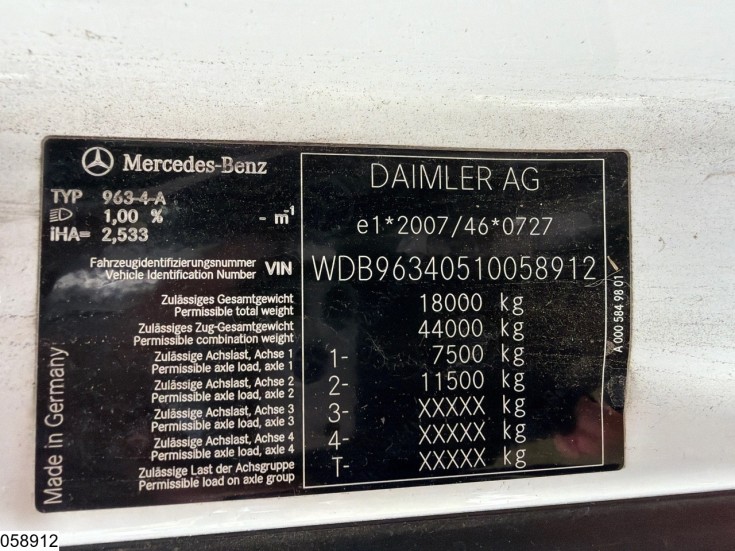 Mercedes-Benz
TYP 963-4-A
1,00 % - m-1
iHA= 2,533
DAIMLER AG
e1*2007/46*0727
Fahrzeugidentifizierungsnummer
Vehicle Identification Number VIN WDB96340510058912
Zulässiges Gesamtgewicht
Permissible total weight 18000 kg
Zulässiges Zug-Gesamtgewicht
Permissible combination weight 44000 kg
Zulässige Achslast, Achse 1
Permissible axle load, axle 1 1- 7500 kg
Zulässige Achslast, Achse 2
Permissible axle load, axle 2 2- 11500 kg
Zulässige Achslast, Achse 3
Permissible axle load, axle 3 3- XXXXX kg
Zulässige Achslast, Achse 4
Permissible axle load, axle 4 4- XXXXX kg
Zulässige Last der Achsgruppe
Permissible load on axle group T- XXXXX kg
Made in Germany
A 000 584 98 01
058912